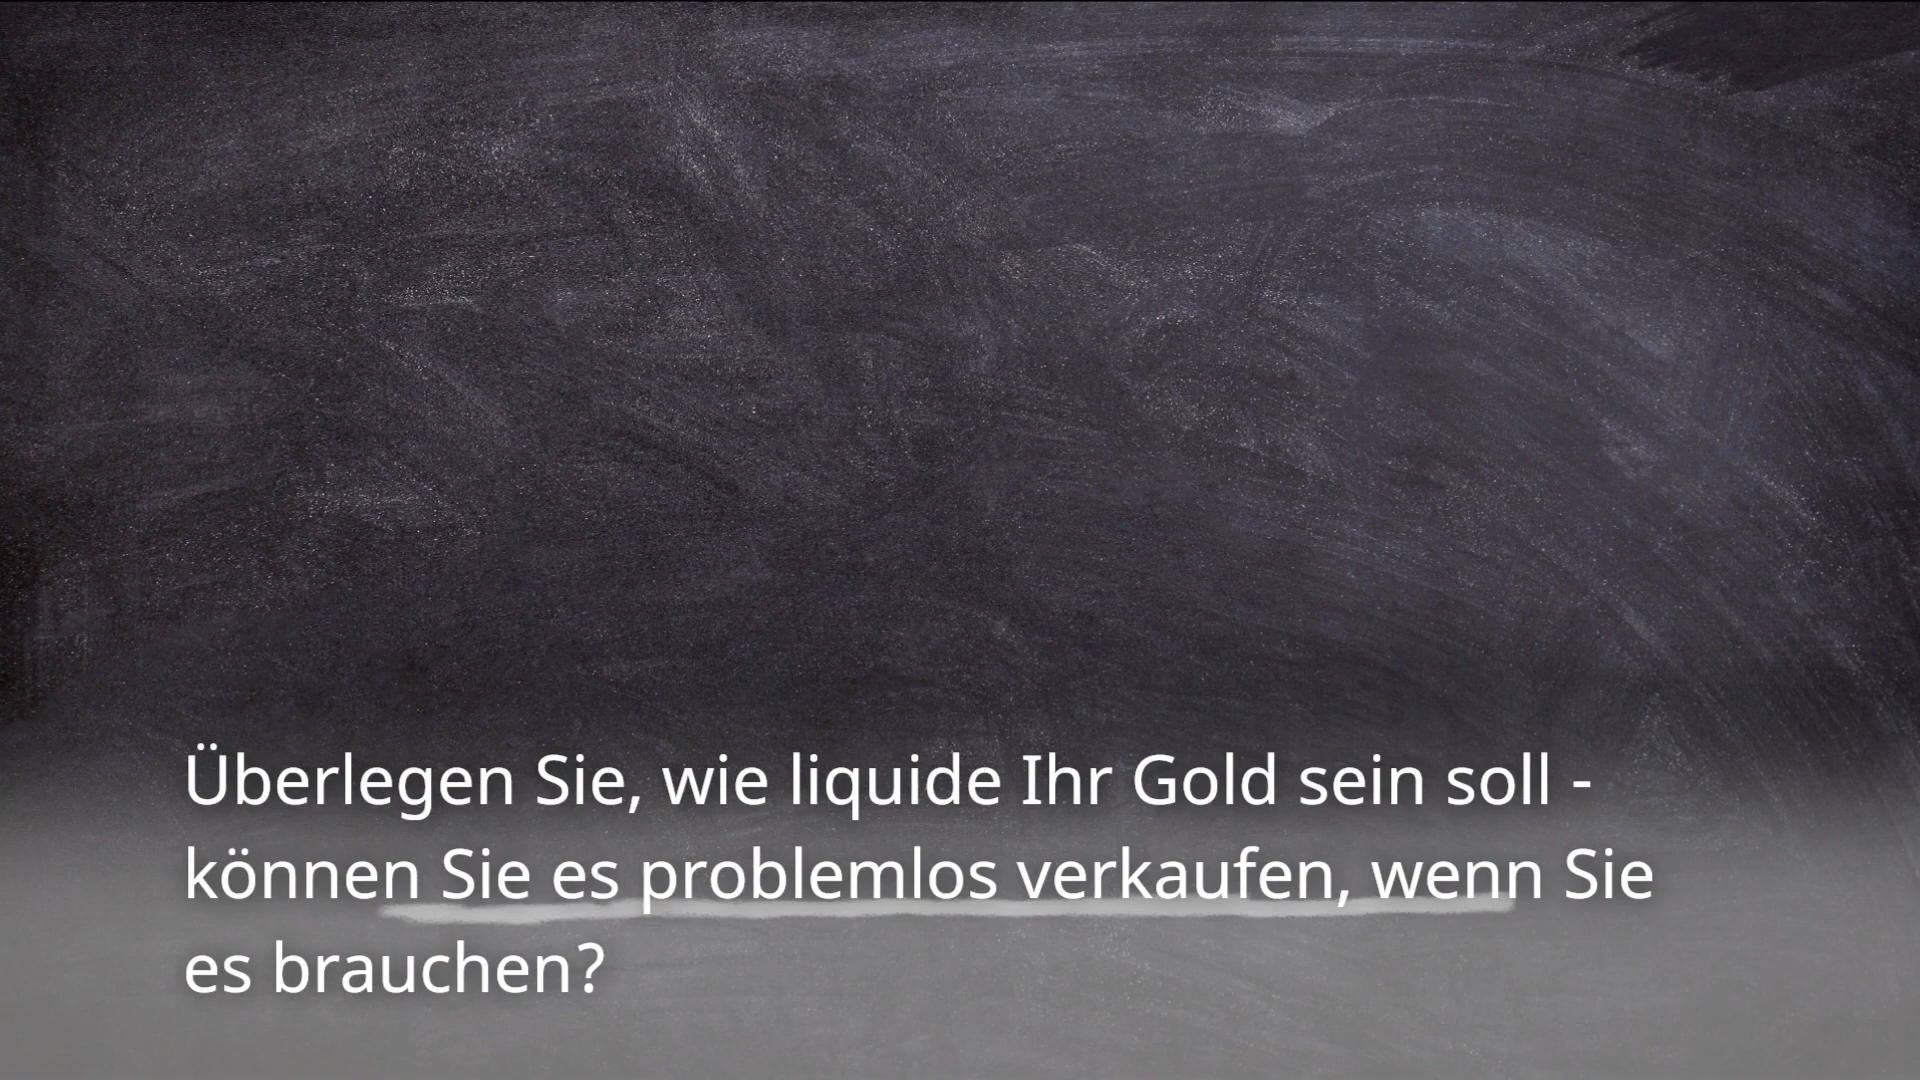 Überlegen Sie, wie liquide Ihr Gold sein soll -
können Sie es problemlos verkaufen, wenn Sie
es brauchen?